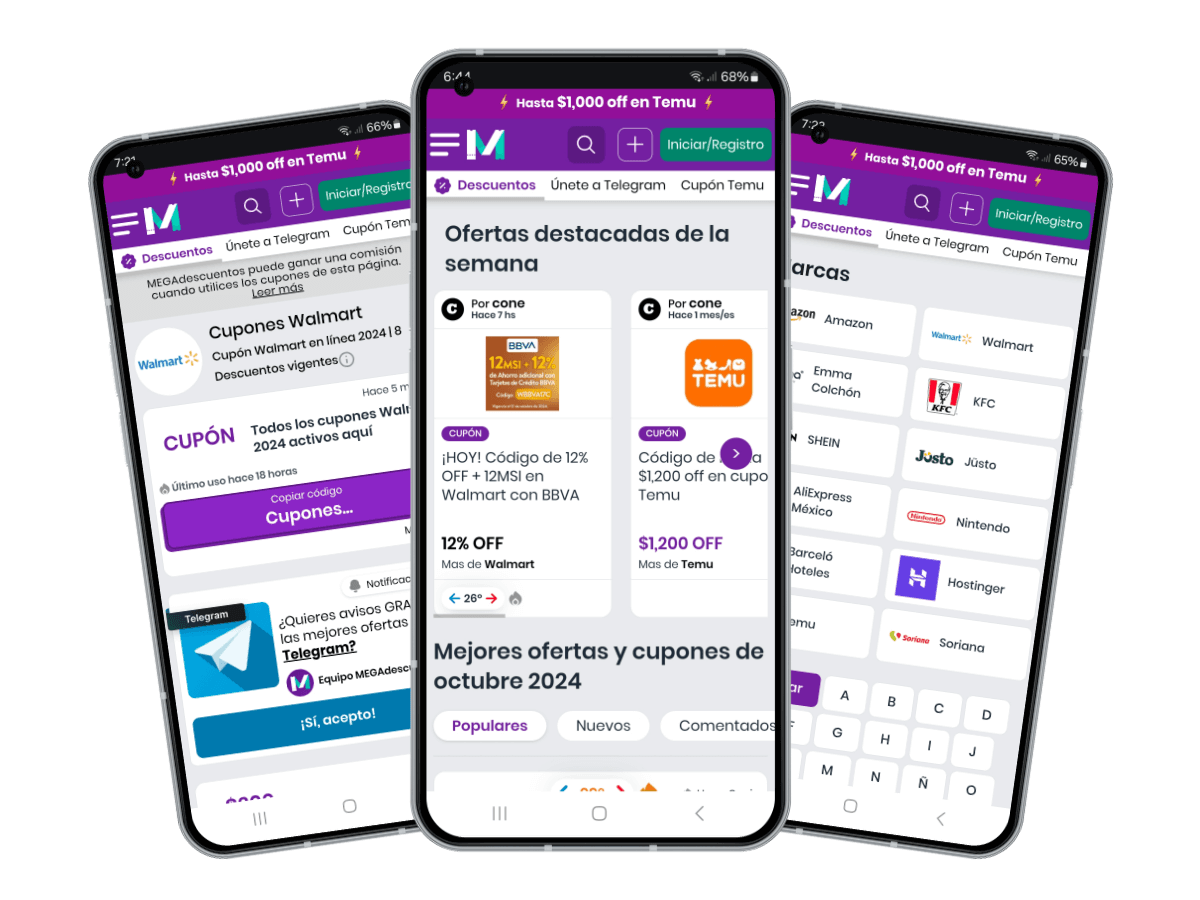 7:21
66%
⚡ Hasta $1,000 off en Temu ⚡
Iniciar/Registro
Descuentos
Únete a Telegram
Cupón Tem
MEGAdescuentos puede ganar una comisión
cuando utilices los cupones de esta página.
Leer más
Walmart
Cupones Walmart
Cupón Walmart en línea 2024 | 8
Descuentos vigentes
Hace 5 m
CUPÓN
Todos los cupones Wal
2024 activos aquí
Último uso hace 18 horas
Copiar código
Cupones...
Notificac
Telegram
¿Quieres avisos GRA
las mejores ofertas
Telegram?
Equipo MEGAdescu
¡Sí, acepto!
6:44
68%
⚡ Hasta $1,000 off en Temu ⚡
M
Iniciar/Registro
Descuentos
Únete a Telegram
Cupón Temu
Ofertas destacadas de la
semana
C
Por cone
Hace 7 hs
BBVA
12MSI + 12%
de Ahorro adicional con
Tarjetas de Crédito BBVA
CUPÓN
¡HOY! Código de 12%
OFF + 12MSI en
Walmart con BBVA
12% OFF
Mas de Walmart
26°
C
Por cone
Hace 1 mes/es
TEMU
CUPÓN
Código de
$1,200 off en cupo
Temu
$1,200 OFF
Mas de Temu
Mejores ofertas y cupones de
octubre 2024
Populares
Nuevos
Comentados
65%
⚡ Hasta $1,000 off en Temu ⚡
M
Iniciar/Registro
Descuentos
Únete a Telegram
Cupón Temu
arcas
azon
Amazon
Walmart
Walmart
Emma
Colchón
KFC
KFC
SHEIN
Jüsto
Jüsto
AliExpress
México
Nintendo
Nintendo
Barceló
Hoteles
Hostinger
emu
Soriana
Soriana
ar
A
B
C
D
F
G
H
I
J
M
N
Ñ
O